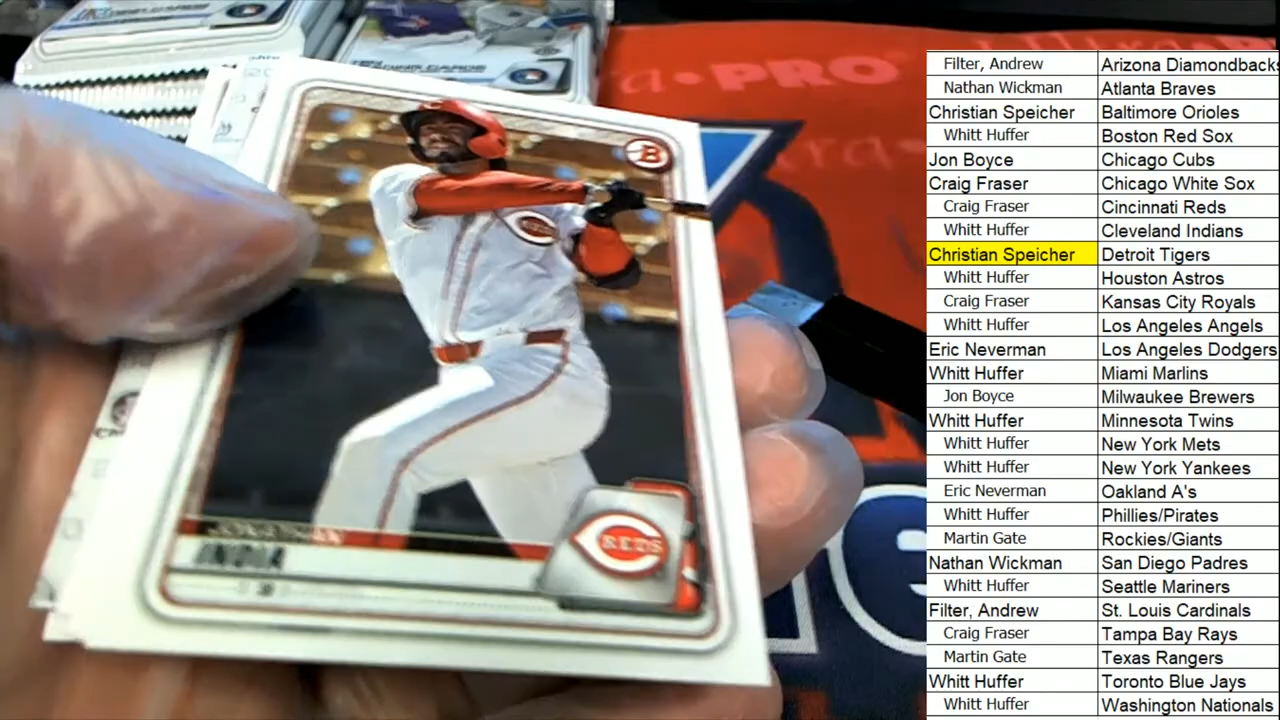 PRO
B
REDS
INDIA
REDS
Filter, Andrew Arizona Diamondbacks
Nathan Wickman Atlanta Braves
Christian Speicher Baltimore Orioles
Whitt Huffer Boston Red Sox
Jon Boyce Chicago Cubs
Craig Fraser Chicago White Sox
Craig Fraser Cincinnati Reds
Whitt Huffer Cleveland Indians
Christian Speicher Detroit Tigers
Whitt Huffer Houston Astros
Craig Fraser Kansas City Royals
Whitt Huffer Los Angeles Angels
Eric Neverman Los Angeles Dodgers
Whitt Huffer Miami Marlins
Jon Boyce Milwaukee Brewers
Whitt Huffer Minnesota Twins
Whitt Huffer New York Mets
Whitt Huffer New York Yankees
Eric Neverman Oakland A's
Whitt Huffer Phillies/Pirates
Martin Gate Rockies/Giants
Nathan Wickman San Diego Padres
Whitt Huffer Seattle Mariners
Filter, Andrew St. Louis Cardinals
Craig Fraser Tampa Bay Rays
Martin Gate Texas Rangers
Whitt Huffer Toronto Blue Jays
Whitt Huffer Washington Nationals